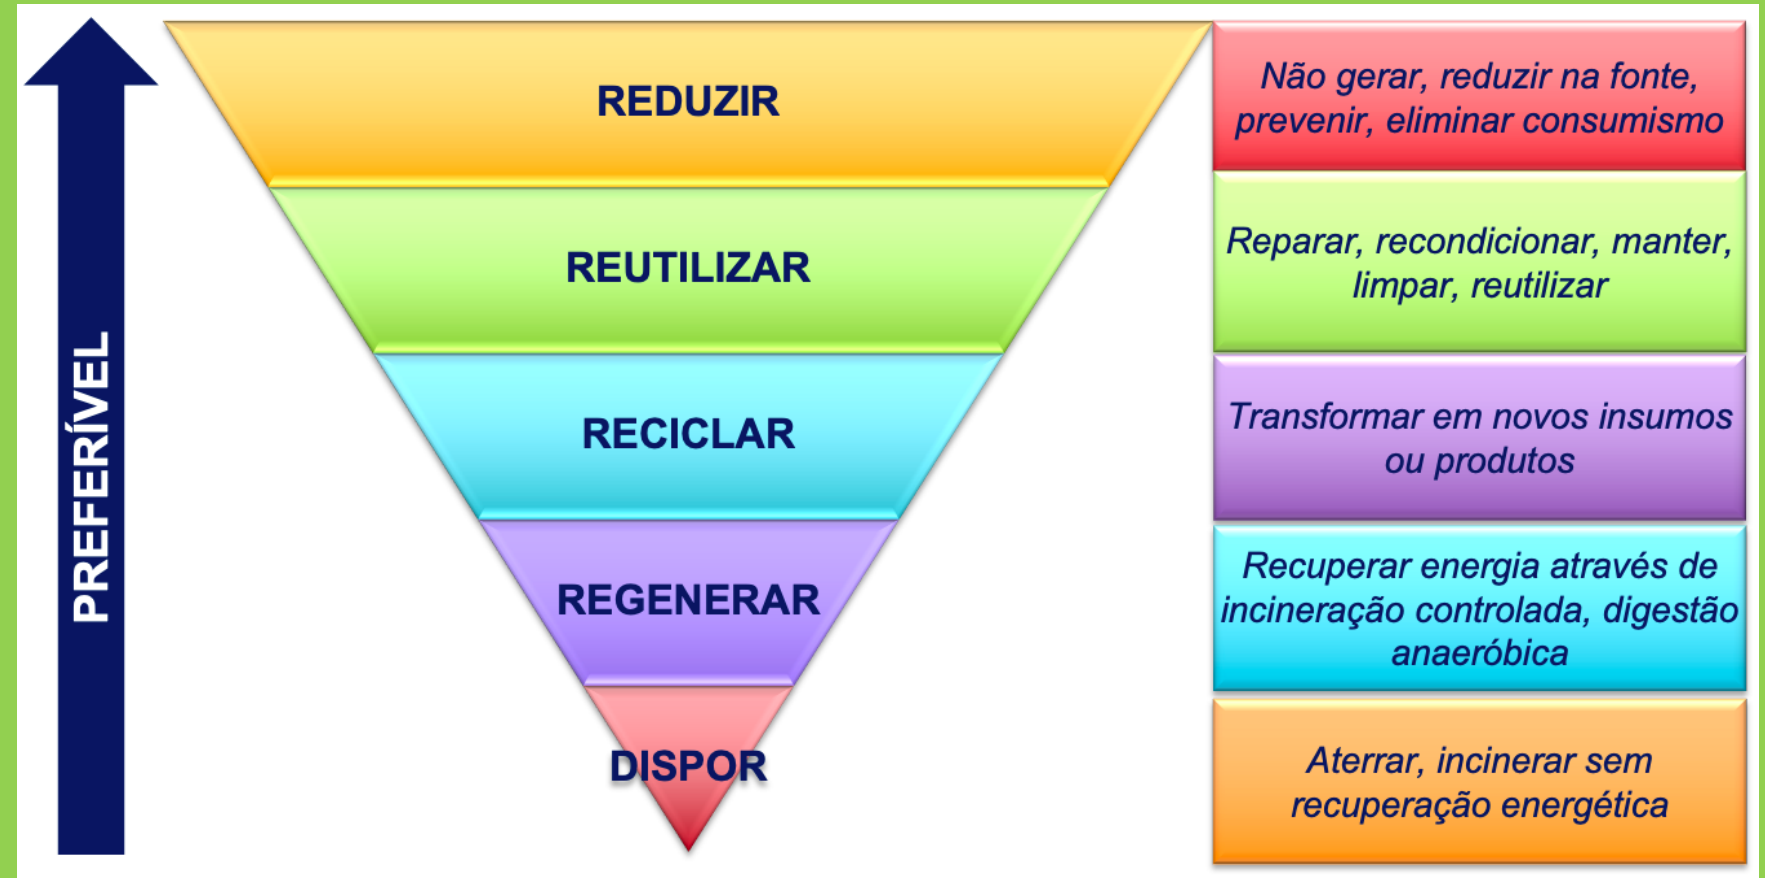 PREFERÍVEL
REDUZIR
Não gerar, reduzir na fonte,
prevenir, eliminar consumismo
REUTILIZAR
Reparar, recondicionar, manter,
limpar, reutilizar
RECICLAR
Transformar em novos insumos
ou produtos
REGENERAR
Recuperar energia através de
incineração controlada, digestão
anaeróbica
DISPOR
Aterrar, incinerar sem
recuperação energética